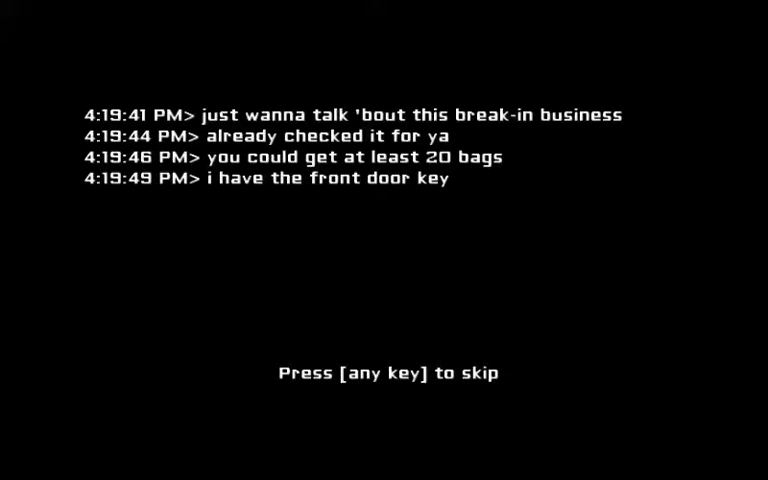 4:19:41 PM> just wanna talk 'bout this break-in business
4:19:44 PM> already checked it for ya
4:19:46 PM> you could get at least 20 bags
4:19:49 PM> i have the front door key
Press [any key] to skip